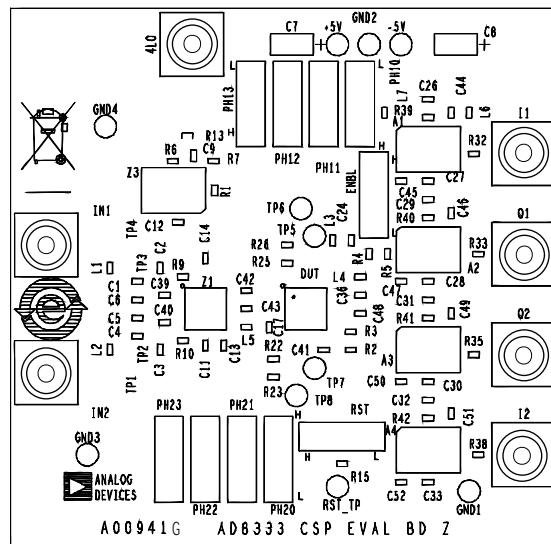 GND2
C7 +5V -5V C8
4LO
PH10
L L
C26 C44
L7
R39 L6
A1
I1
GND4
PH13
R13
R6 C9
H
R7 PH12 PH11
H
H
R32
Z3
R1
ENBL
C27
C45
C29
R40
C46
IN1
TP4
C12
TP6
TP5
L3
C24
L
Q1
C14
R26
R25
R4
R5
R33
A2
L1
TP3
C2
R9
Z1
C42
DUT
L4
C1
C39
C36
C47
C28
C6
C31
C43
C48
C49
C5
C40
C17
R41
Q2
C4
L5
R3
L2
TP2
C3
R10
C11
C13
R22
C41
R2
A3
R35
TP1
R23
TP7
C50
C30
TP8
IN2
PH23
PH21
RST
C32
C51
I2
H
R42
A4
GND3
H L
R38
R15
ANALOG
DEVICES
PH22
PH20
L
RST_TP
C52
C33
GND1
A00941G AD8333 CSP EVAL BD Z